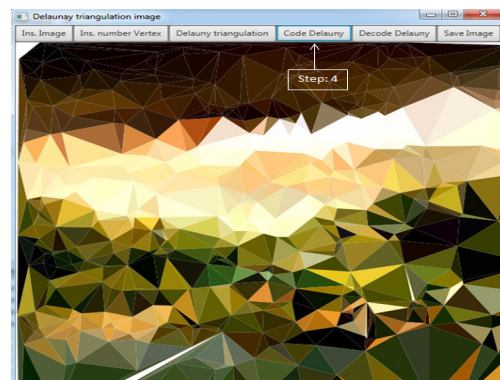 Delaunay triangulation image
Ins. Image Ins. number Vertex Delauny triangulation Code Delauny Decode Delauny Save Image
Step: 4